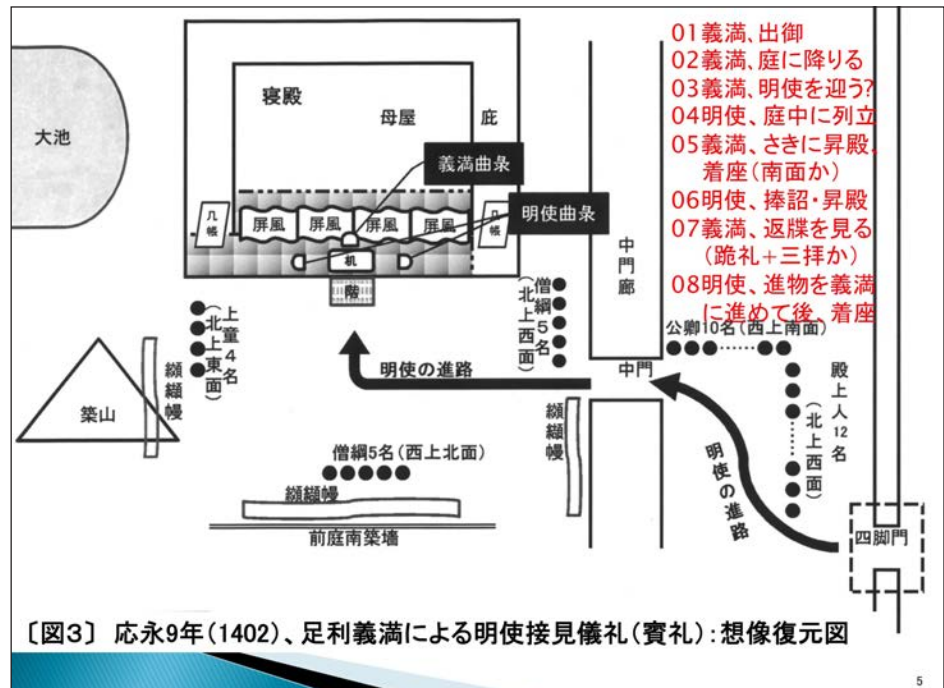 01義満、出御
02義満、庭に降りる
03義満、明使を迎う?
04明使、庭中に列立
05義満、さきに昇殿、
着座(南面か)
06明使、捧詔・昇殿
07義満、返牒を見る
(跪礼+三拝か)
08明使、進物を義満
に進めて後、着座
大池
寝殿
母屋
庇
義満曲彔
明使曲彔
几帳
屏風
屏風
屏風
屏風
几帳
机
階
中門廊
上童4名
(北上東面)
僧綱5名
(北上西面)
公卿10名(西上南面)
殿上人12名
(北上西面)
明使の進路
中門
明使の進路
築山
纐纈幔
纐纈幔
僧綱5名(西上北面)
纐纈幔
前庭南築墻
四脚門
〔図3〕 応永9年(1402)、足利義満による明使接見儀礼(賓礼):想像復元図
5